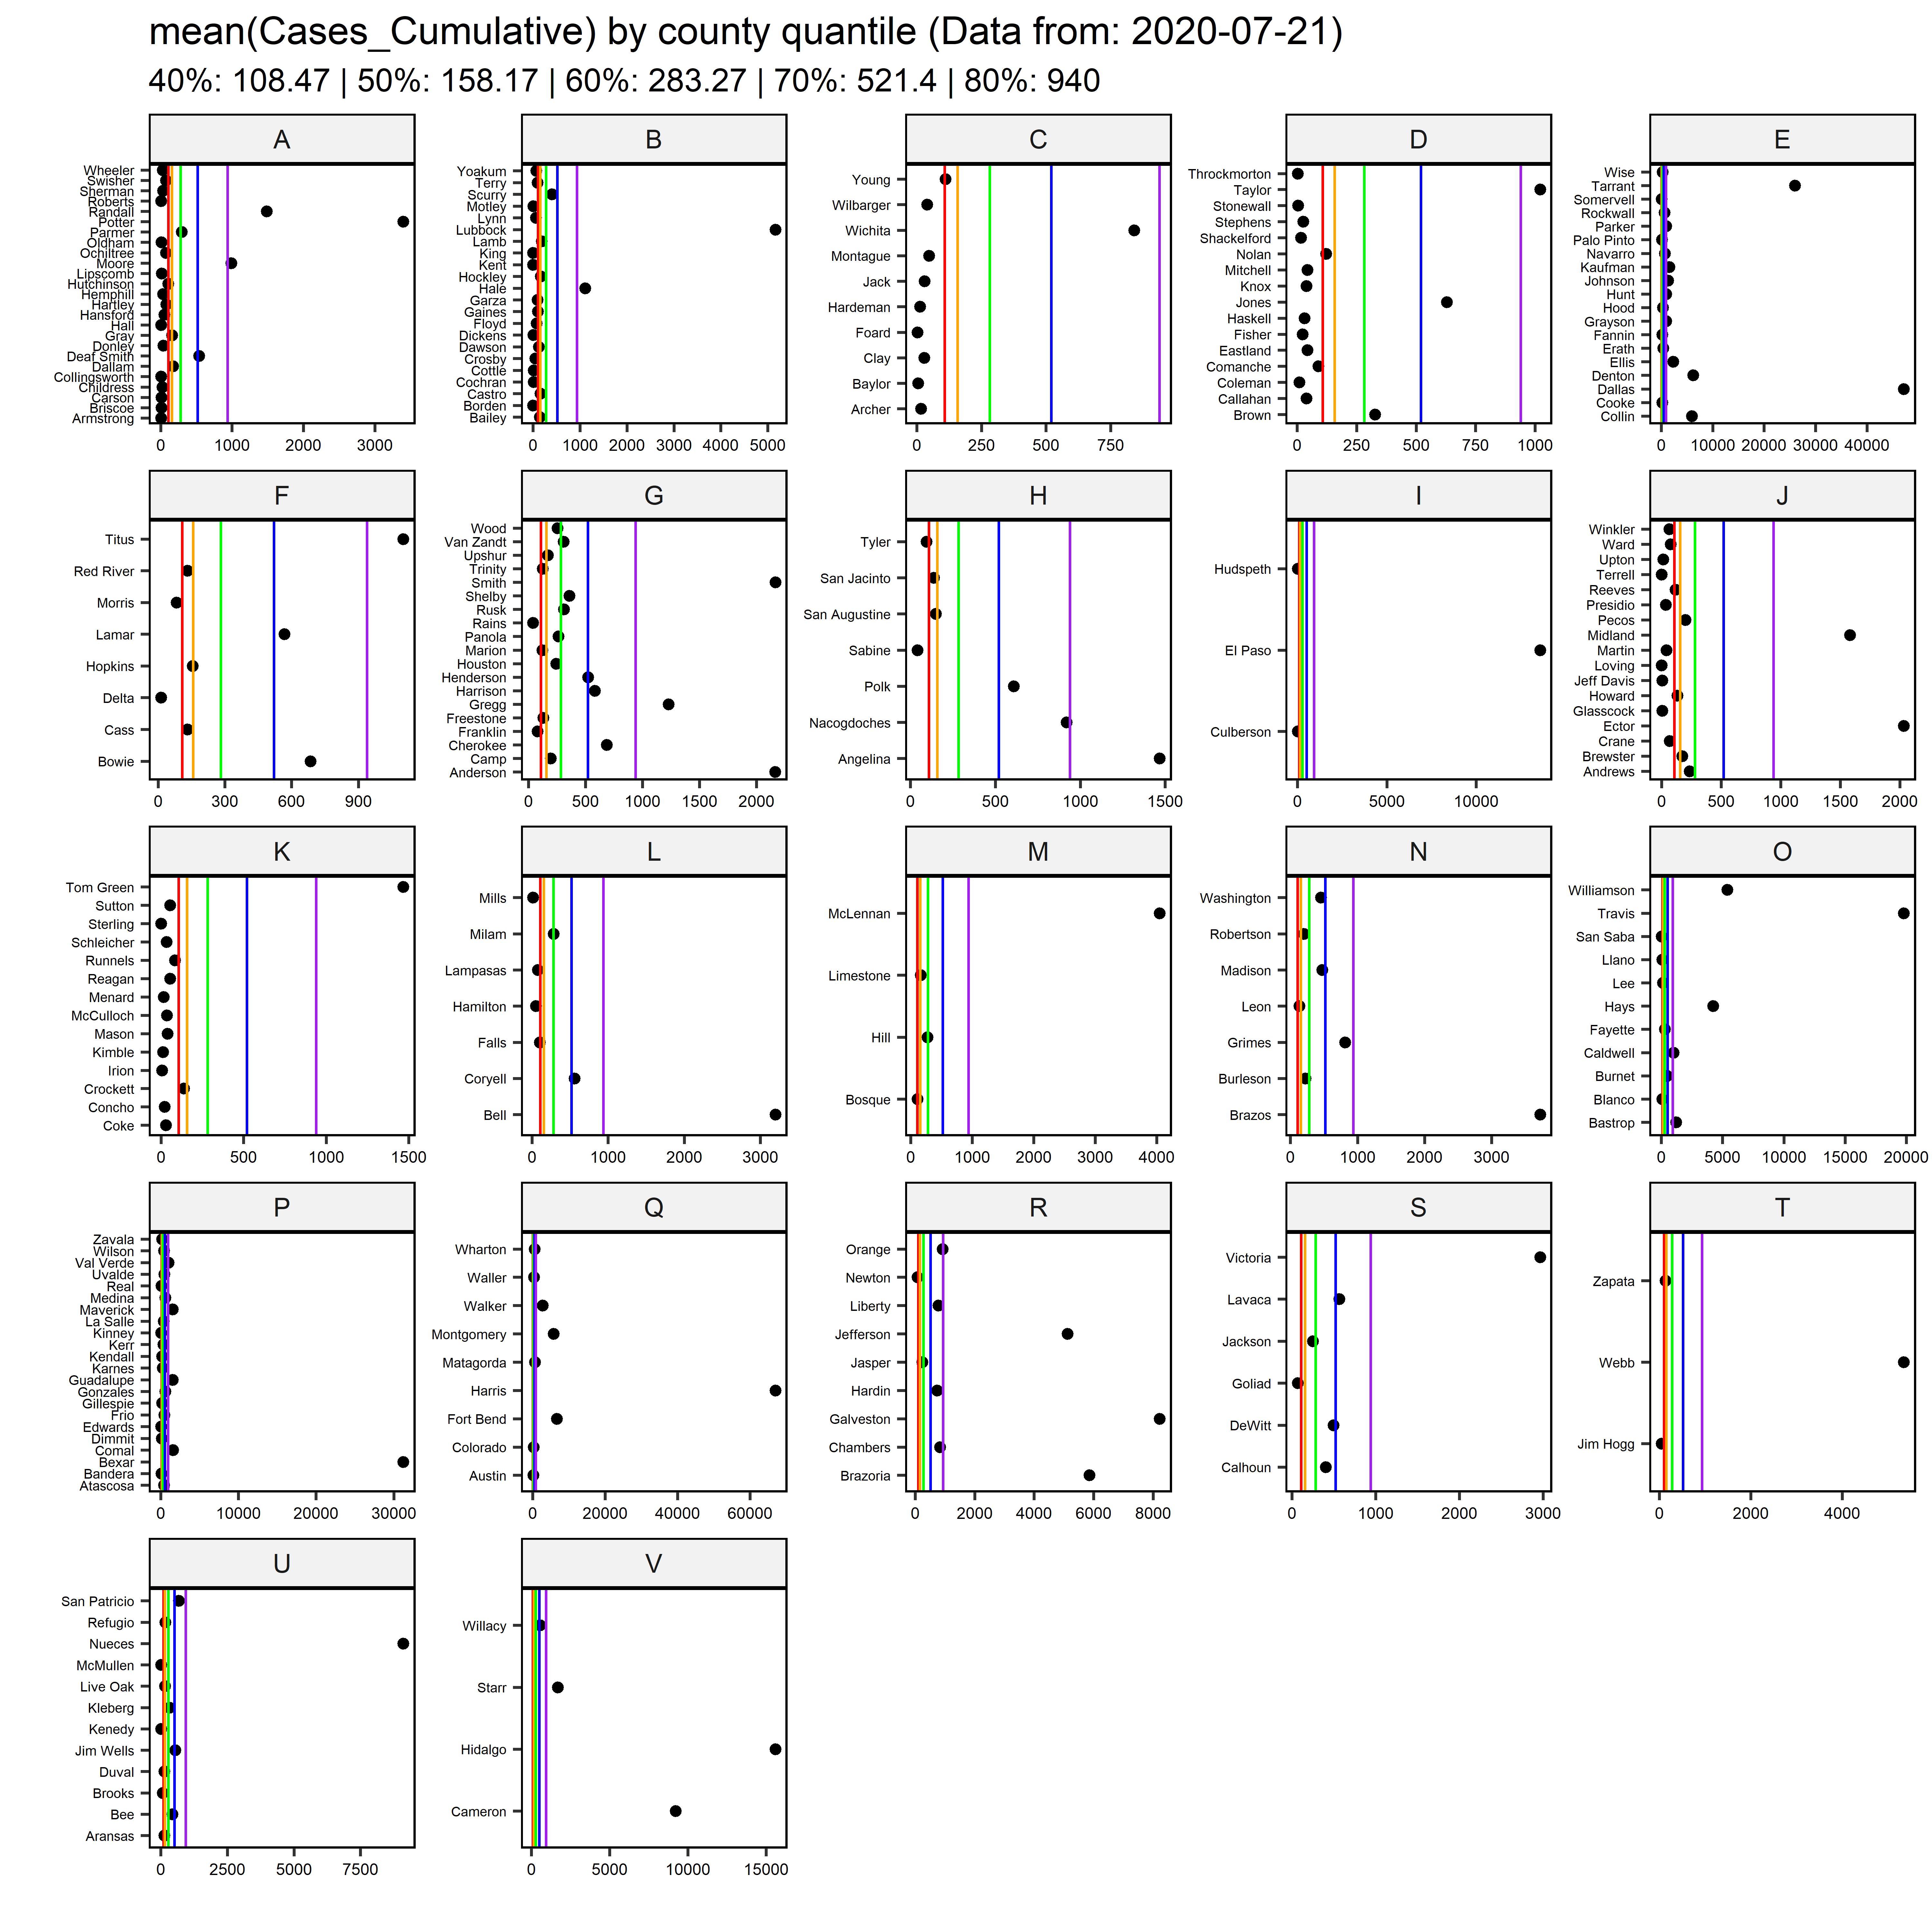 mean(Cases_Cumulative) by county quantile (Data from: 2020-07-21)
40%: 108.47 | 50%: 158.17 | 60%: 283.27 | 70%: 521.4 | 80%: 940
A
Wheeler
Swisher
Sherman
Roberts
Randall
Potter
Parmer
Oldham
Ochiltree
Moore
Lipscomb
Hutchinson
Hemphill
Hartley
Hansford
Hall
Gray
Donley
Deaf Smith
Dallam
Collingsworth
Childress
Carson
Briscoe
Armstrong
0 1000 2000 3000
B
Yoakum
Terry
Scurry
Motley
Lynn
Lubbock
Lamb
King
Kent
Hockley
Hale
Garza
Gaines
Floyd
Dickens
Dawson
Crosby
Cottle
Cochran
Castro
Borden
Bailey
0 1000 2000 3000 4000 5000
C
Young
Wilbarger
Wichita
Montague
Jack
Hardeman
Foard
Clay
Baylor
Archer
0 250 500 750
D
Throckmorton
Taylor
Stonewall
Stephens
Shackelford
Nolan
Mitchell
Knox
Jones
Haskell
Fisher
Eastland
Comanche
Coleman
Callahan
Brown
0 250 500 750 1000
E
Wise
Tarrant
Somervell
Rockwall
Parker
Palo Pinto
Navarro
Kaufman
Johnson
Hunt
Hood
Grayson
Fannin
Erath
Ellis
Denton
Dallas
Cooke
Collin
0 10000 20000 30000 40000
F
Titus
Red River
Morris
Lamar
Hopkins
Delta
Cass
Bowie
0 300 600 900
G
Wood
Van Zandt
Upshur
Trinity
Smith
Shelby
Rusk
Rains
Panola
Marion
Houston
Henderson
Harrison
Gregg
Freestone
Franklin
Cherokee
Camp
Anderson
0 500 1000 1500 2000
H
Tyler
San Jacinto
San Augustine
Sabine
Polk
Nacogdoches
Angelina
0 500 1000 1500
I
Hudspeth
El Paso
Culberson
0 5000 10000
J
Winkler
Ward
Upton
Terrell
Reeves
Presidio
Pecos
Midland
Martin
Loving
Jeff Davis
Howard
Glasscock
Ector
Crane
Brewster
Andrews
0 500 1000 1500 2000
K
Tom Green
Sutton
Sterling
Schleicher
Runnels
Reagan
Menard
McCulloch
Mason
Kimble
Irion
Crockett
Concho
Coke
0 500 1000 1500
L
Mills
Milam
Lampasas
Hamilton
Falls
Coryell
Bell
0 1000 2000 3000
M
McLennan
Limestone
Hill
Bosque
0 1000 2000 3000 4000
N
Washington
Robertson
Madison
Leon
Grimes
Burleson
Brazos
0 1000 2000 3000
O
Williamson
Travis
San Saba
Llano
Lee
Hays
Fayette
Caldwell
Burnet
Blanco
Bastrop
0 5000 10000 15000 20000
P
Zavala
Wilson
Val Verde
Uvalde
Real
Medina
Maverick
La Salle
Kinney
Kerr
Kendall
Karnes
Guadalupe
Gonzales
Gillespie
Frio
Edwards
Dimmit
Comal
Bexar
Bandera
Atascosa
0 10000 20000 30000
Q
Wharton
Waller
Walker
Montgomery
Matagorda
Harris
Fort Bend
Colorado
Austin
0 20000 40000 60000
R
Orange
Newton
Liberty
Jefferson
Jasper
Hardin
Galveston
Chambers
Brazoria
0 2000 4000 6000 8000
S
Victoria
Lavaca
Jackson
Goliad
DeWitt
Calhoun
0 1000 2000 3000
T
Zapata
Webb
Jim Hogg
0 2000 4000
U
San Patricio
Refugio
Nueces
McMullen
Live Oak
Kleberg
Kenedy
Jim Wells
Duval
Brooks
Bee
Aransas
0 2500 5000 7500
V
Willacy
Starr
Hidalgo
Cameron
0 5000 10000 15000